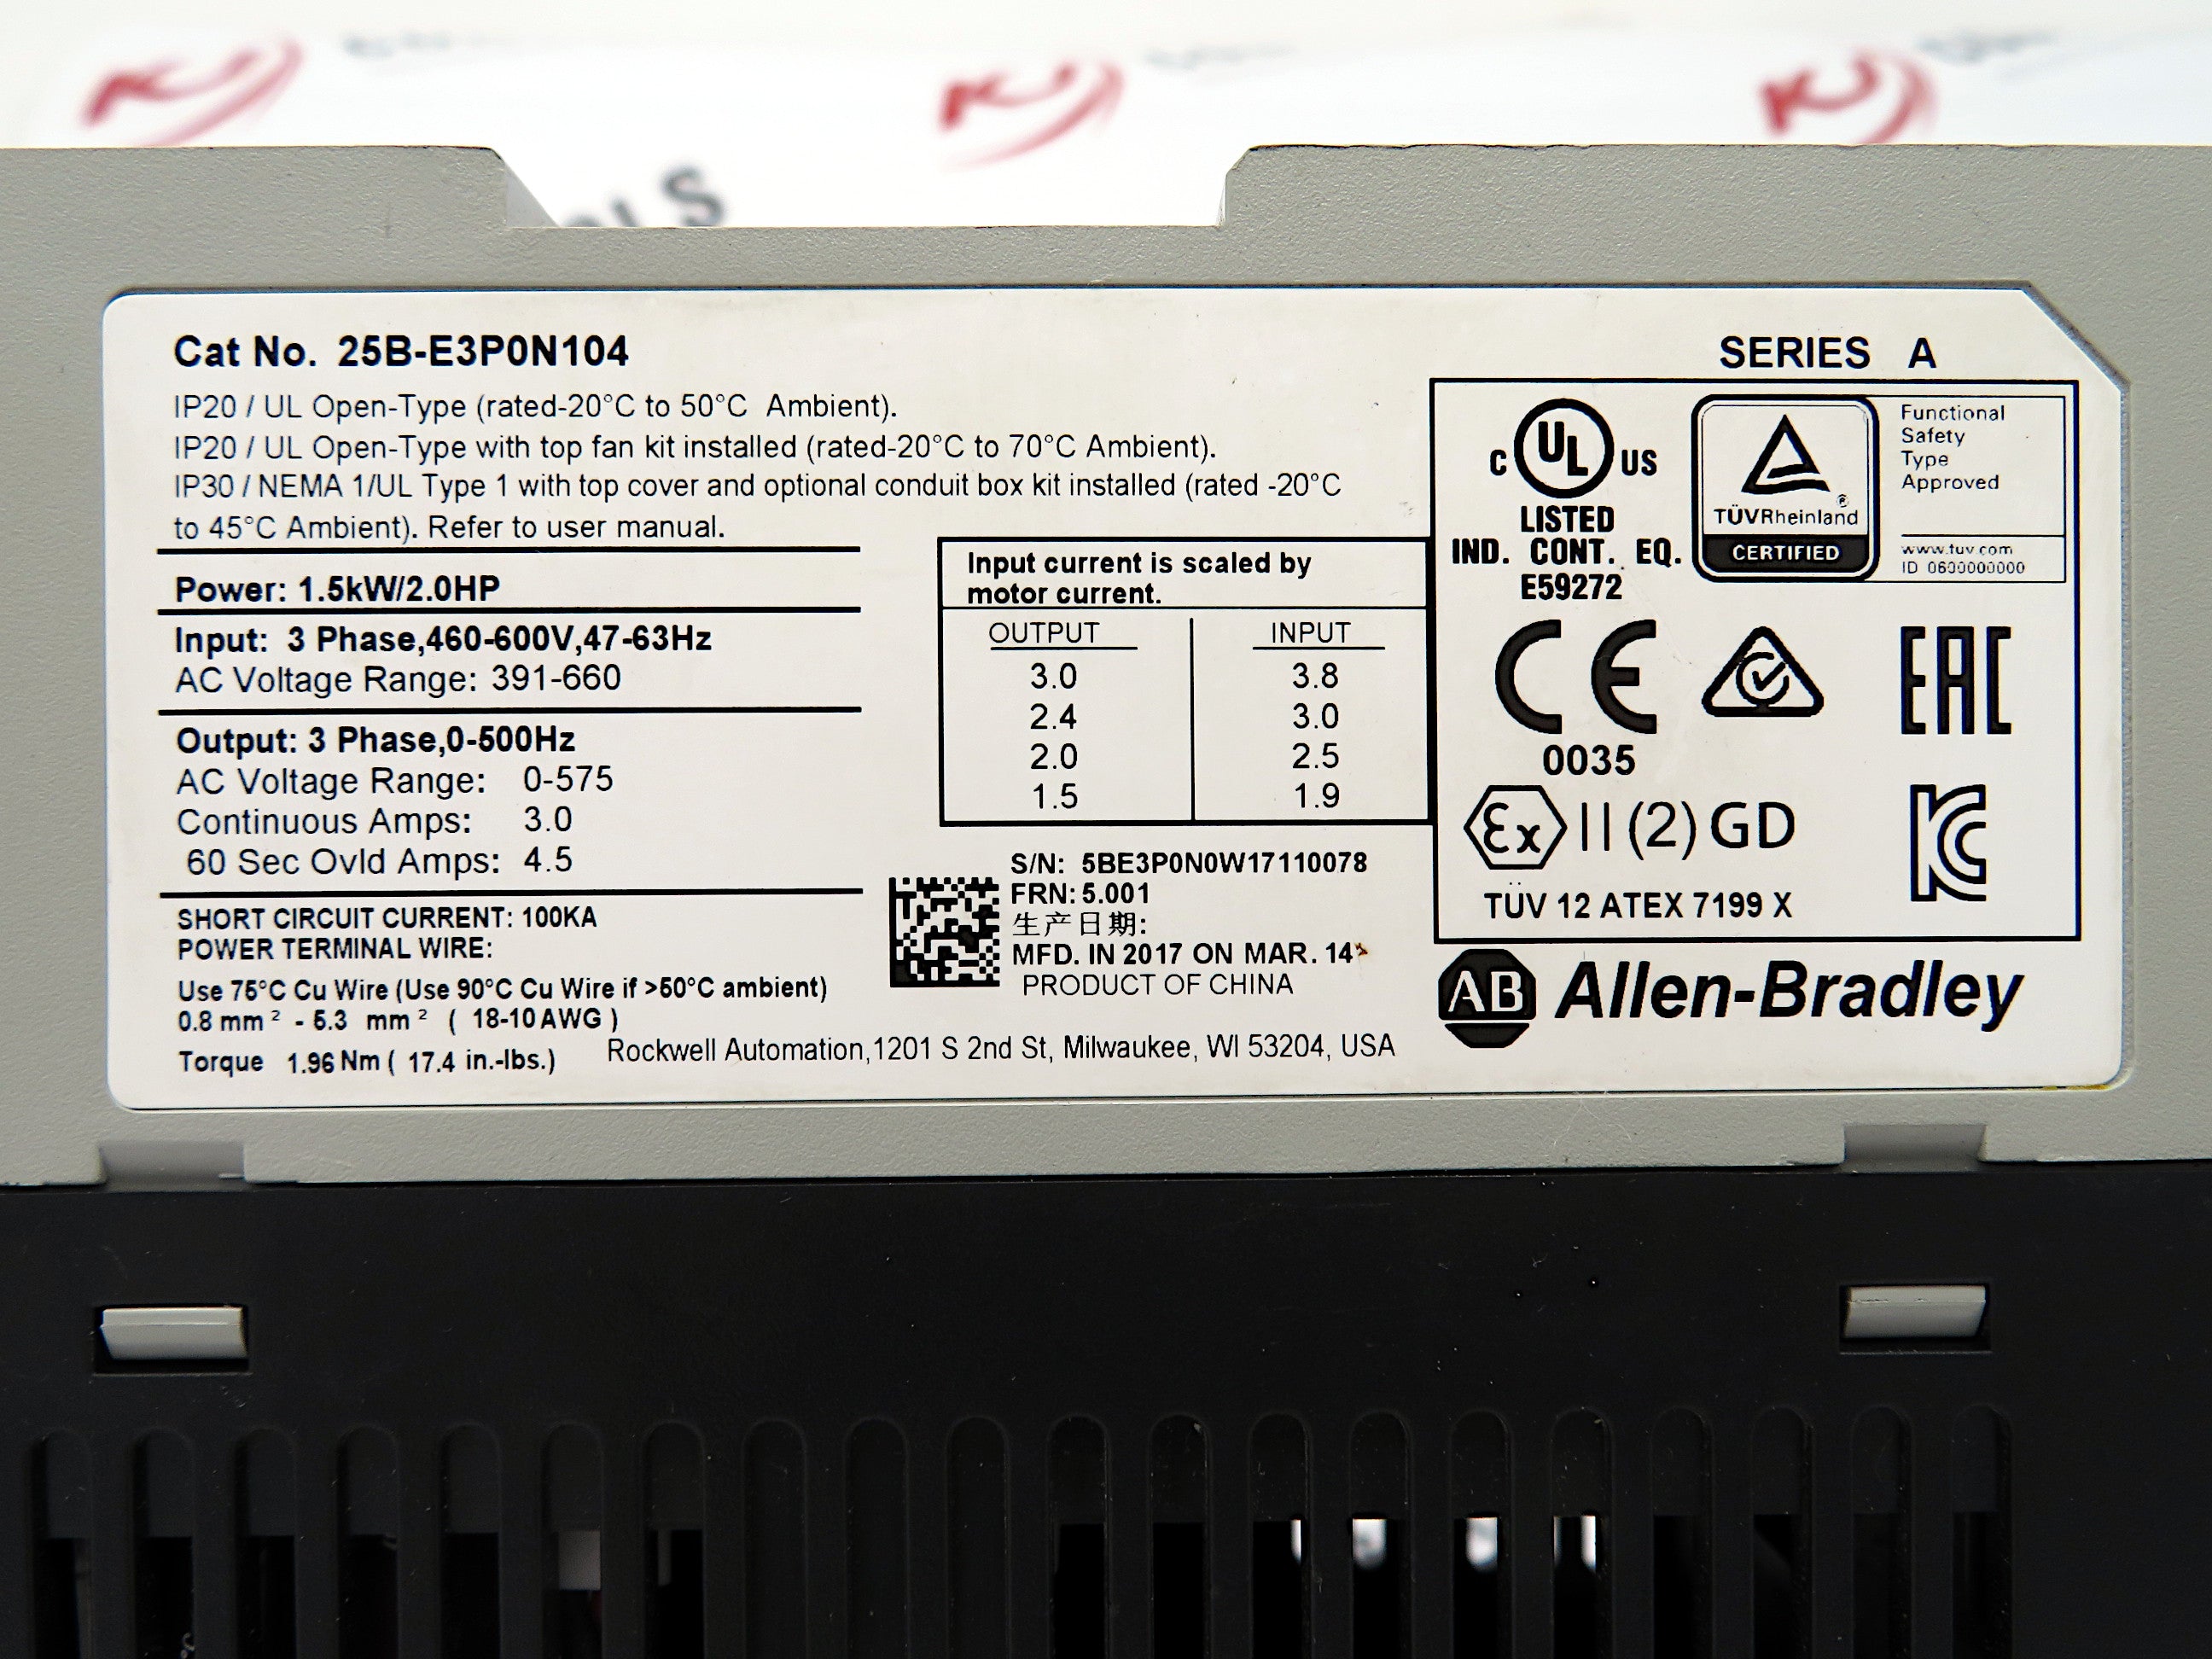 LS
Cat No. 25B-E3P0N104
SERIES A
IP20 / UL Open-Type (rated-20°C to 50°C Ambient).
IP20 / UL Open-Type with top fan kit installed (rated-20°C to 70°C Ambient).
IP30 / NEMA 1/UL Type 1 with top cover and optional conduit box kit installed (rated -20°C
to 45°C Ambient). Refer to user manual.
Power: 1.5kW/2.0HP
Input: 3 Phase,460-600V,47-63Hz
AC Voltage Range: 391-660
Output: 3 Phase,0-500Hz
AC Voltage Range: 0-575
Continuous Amps: 3.0
60 Sec Ovld Amps: 4.5
SHORT CIRCUIT CURRENT: 100KA
POWER TERMINAL WIRE:
Use 75°C Cu Wire (Use 90°C Cu Wire if >50°C ambient)
0.8 mm² - 5.3 mm² ( 18-10 AWG )
Torque 1.96 Nm ( 17.4 in.-lbs.)
Input current is scaled by
motor current.
OUTPUT INPUT
3.0 3.8
2.4 3.0
2.0 2.5
1.5 1.9
S/N: 5BE3P0N0W17110078
FRN: 5.001
生产日期:
MFD. IN 2017 ON MAR. 14
PRODUCT OF CHINA
Rockwell Automation,1201 S 2nd St, Milwaukee, WI 53204, USA
C UL US
LISTED
IND. CONT. EQ.
E59272
TÜVRheinland ®
CERTIFIED
Functional
Safety
Type
Approved
www.tuv.com
ID 0600000000
CE
0035
EAC
Ex II (2) GD
KC
TÜV 12 ATEX 7199 X
AB Allen-Bradley